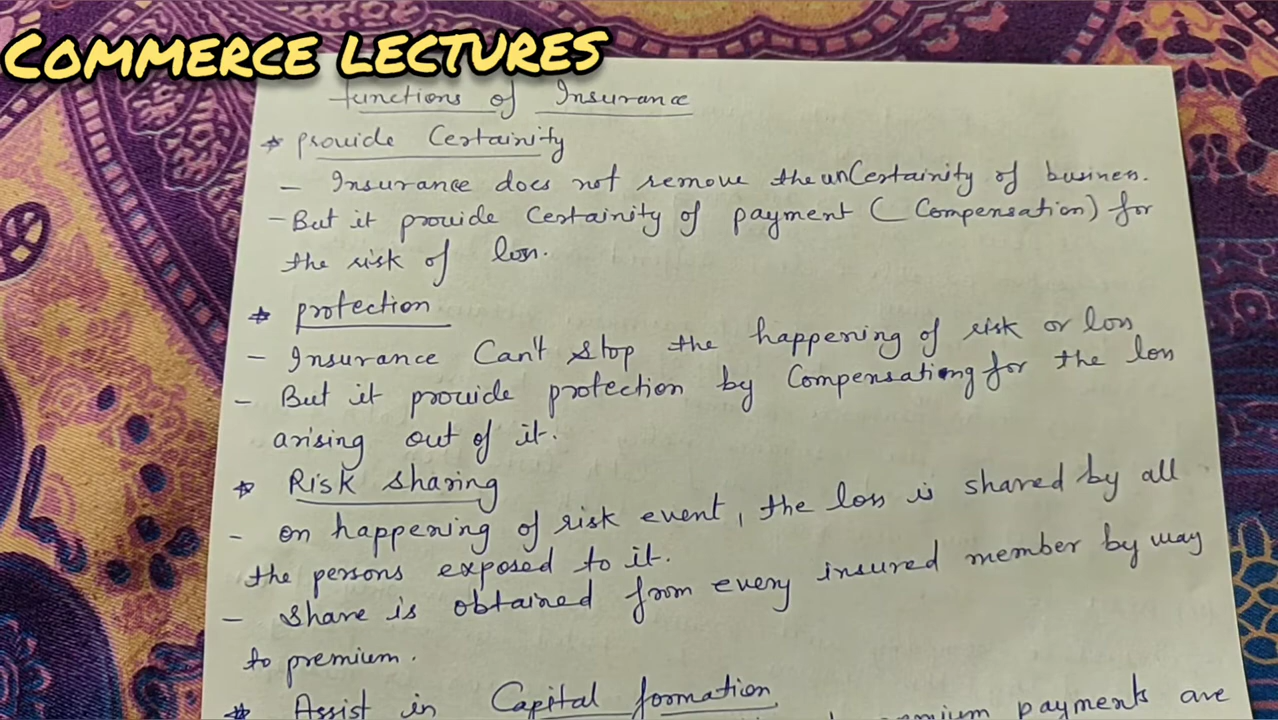 COMMERCE LECTURES
functions of Insurance
* provide Certainity
- Insurance does not remove the unCertainity of business.
- But it provide Certainity of payment (Compensation) for
the risk of loss.
* protection
- Insurance Can't stop the happening of risk or loss
- But it provide protection by Compensationg for the loss
arising out of it.
* Risk sharing
- on happening of risk event, the loss is shared by all
the persons exposed to it.
- Share is obtained from every insured member by way
to premium.
* Assist in Capital formation
premium payments are